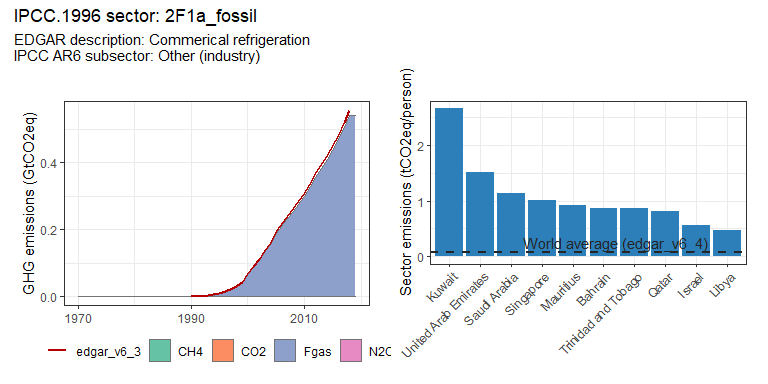 IPCC.1996 sector: 2F1a_fossil
EDGAR description: Commerical refrigeration
IPCC AR6 subsector: Other (industry)
GHG emissions (GtCO2eq)
0.4
0.2
0.0
1970
1990
2010
edgar_v6_3
CH4
CO2
Fgas
N2O
Sector emissions (tCO2eq/person)
2
1
0
World average (edgar_v6_4)
Kuwait
United Arab Emirates
Saudi Arabia
Singapore
Mauritius
Bahrain
Trinidad and Tobago
Qatar
Israel
Libya